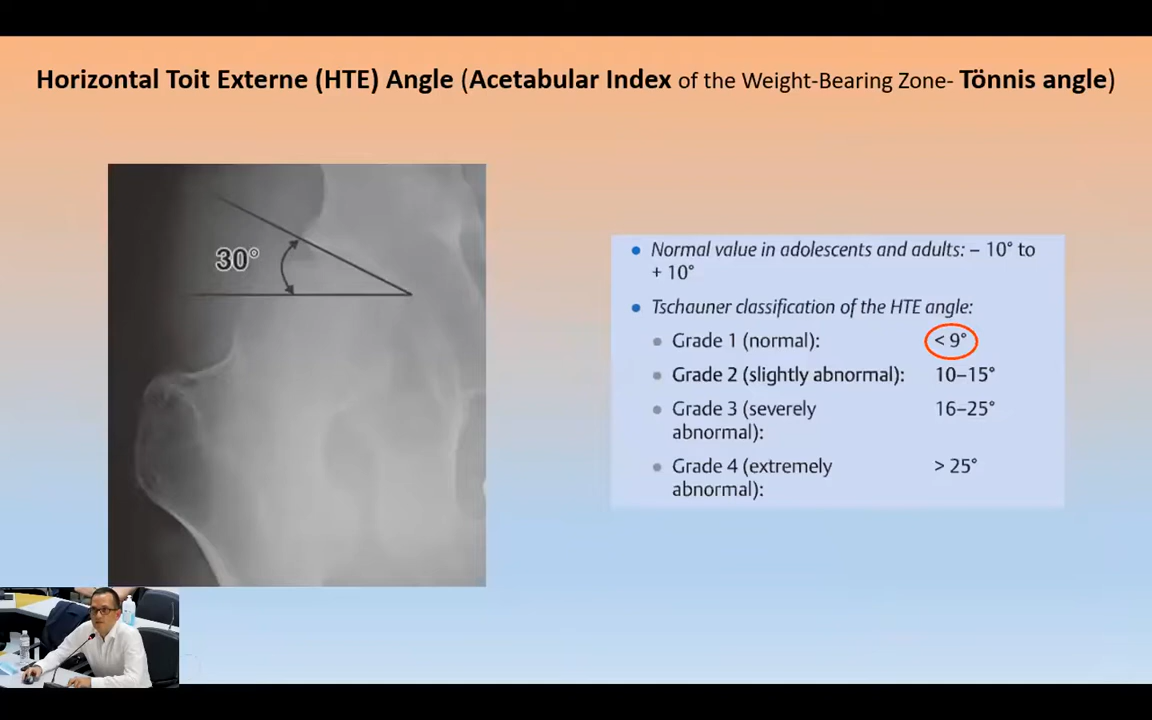 Horizontal Toit Externe (HTE) Angle (Acetabular Index of the Weight-Bearing Zone- Tönnis angle)
30°
• Normal value in adolescents and adults: – 10° to
+ 10°
• Tschauner classification of the HTE angle:
• Grade 1 (normal): < 9°
• Grade 2 (slightly abnormal): 10–15°
• Grade 3 (severely 16–25°
abnormal):
• Grade 4 (extremely > 25°
abnormal):